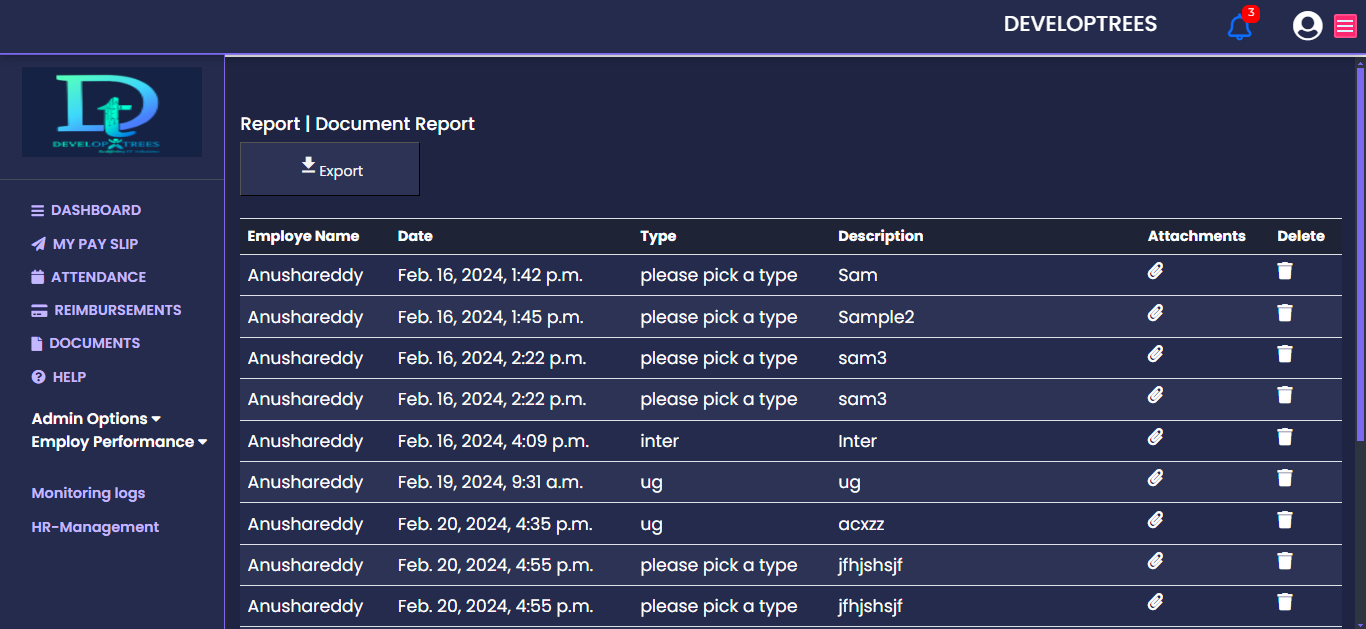 DEVELOPTREES
3
Dt
DEVELOPTREES
DASHBOARD
MY PAY SLIP
ATTENDANCE
REIMBURSEMENTS
DOCUMENTS
HELP
Admin Options
Employ Performance
Monitoring logs
HR-Management
Report | Document Report
Export
Employe Name Date Type Description Attachments Delete
Anushareddy Feb. 16, 2024, 1:42 p.m. please pick a type Sam
Anushareddy Feb. 16, 2024, 1:45 p.m. please pick a type Sample2
Anushareddy Feb. 16, 2024, 2:22 p.m. please pick a type sam3
Anushareddy Feb. 16, 2024, 2:22 p.m. please pick a type sam3
Anushareddy Feb. 16, 2024, 4:09 p.m. inter Inter
Anushareddy Feb. 19, 2024, 9:31 a.m. ug ug
Anushareddy Feb. 20, 2024, 4:35 p.m. ug acxzz
Anushareddy Feb. 20, 2024, 4:55 p.m. please pick a type jfhjshsjf
Anushareddy Feb. 20, 2024, 4:55 p.m. please pick a type jfhjshsjf